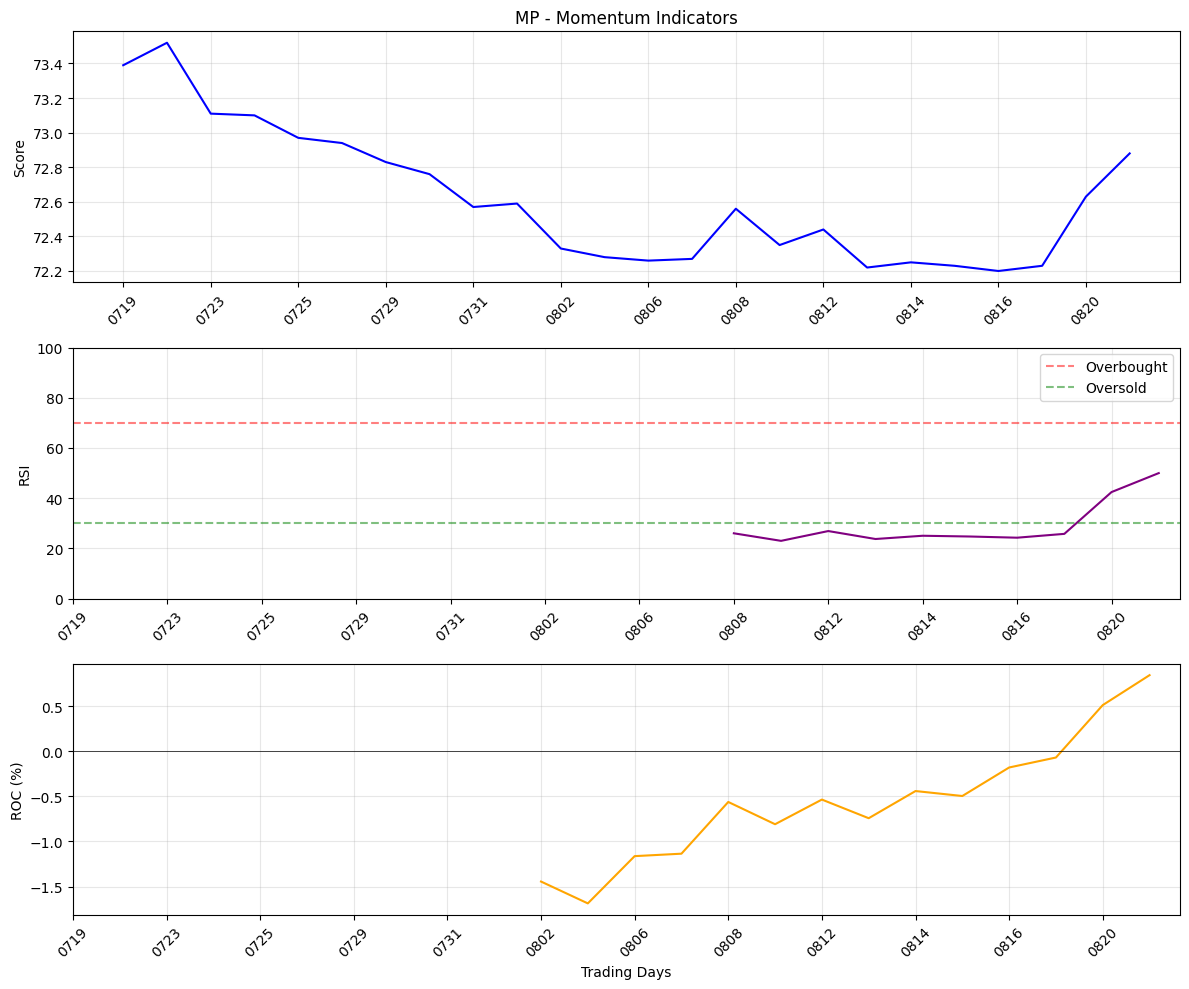 MP - Momentum Indicators
Score
73.4
73.2
73.0
72.8
72.6
72.4
72.2
0719 0723 0725 0729 0731 0802 0806 0808 0812 0814 0816 0820
RSI
100
80
60
40
20
0
Overbought
Oversold
0719 0723 0725 0729 0731 0802 0806 0808 0812 0814 0816 0820
ROC (%)
0.5
0.0
−0.5
−1.0
−1.5
0719 0723 0725 0729 0731 0802 0806 0808 0812 0814 0816 0820
Trading Days